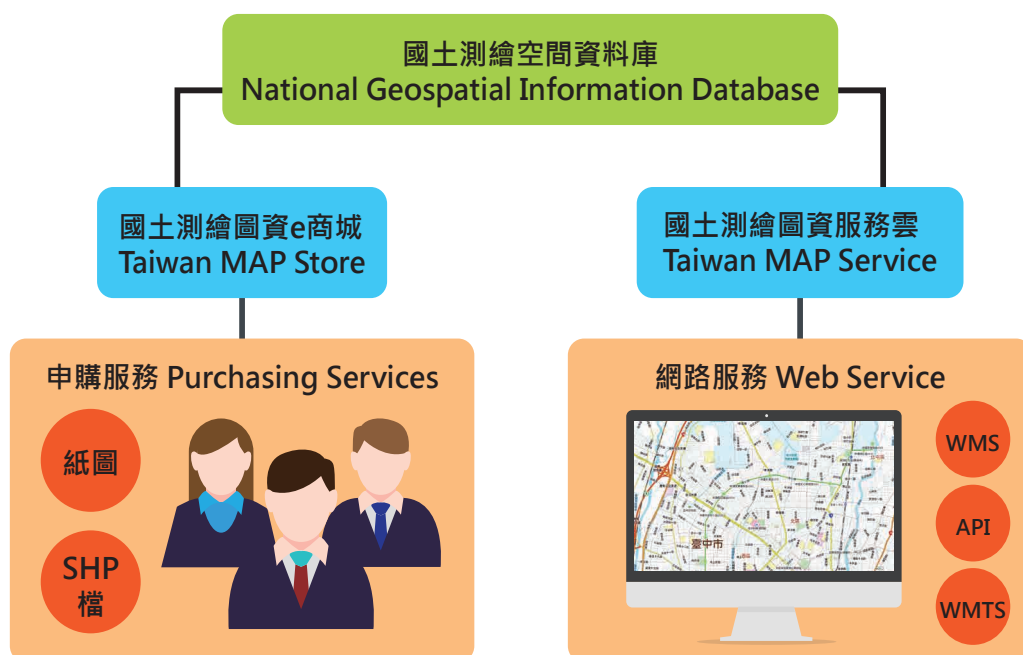 國土測繪空間資料庫
National Geospatial Information Database
國土測繪圖資e商城
Taiwan MAP Store
國土測繪圖資服務雲
Taiwan MAP Service
申購服務 Purchasing Services
紙圖
SHP
檔
網路服務 Web Service
臺中市
WMS
API
WMTS